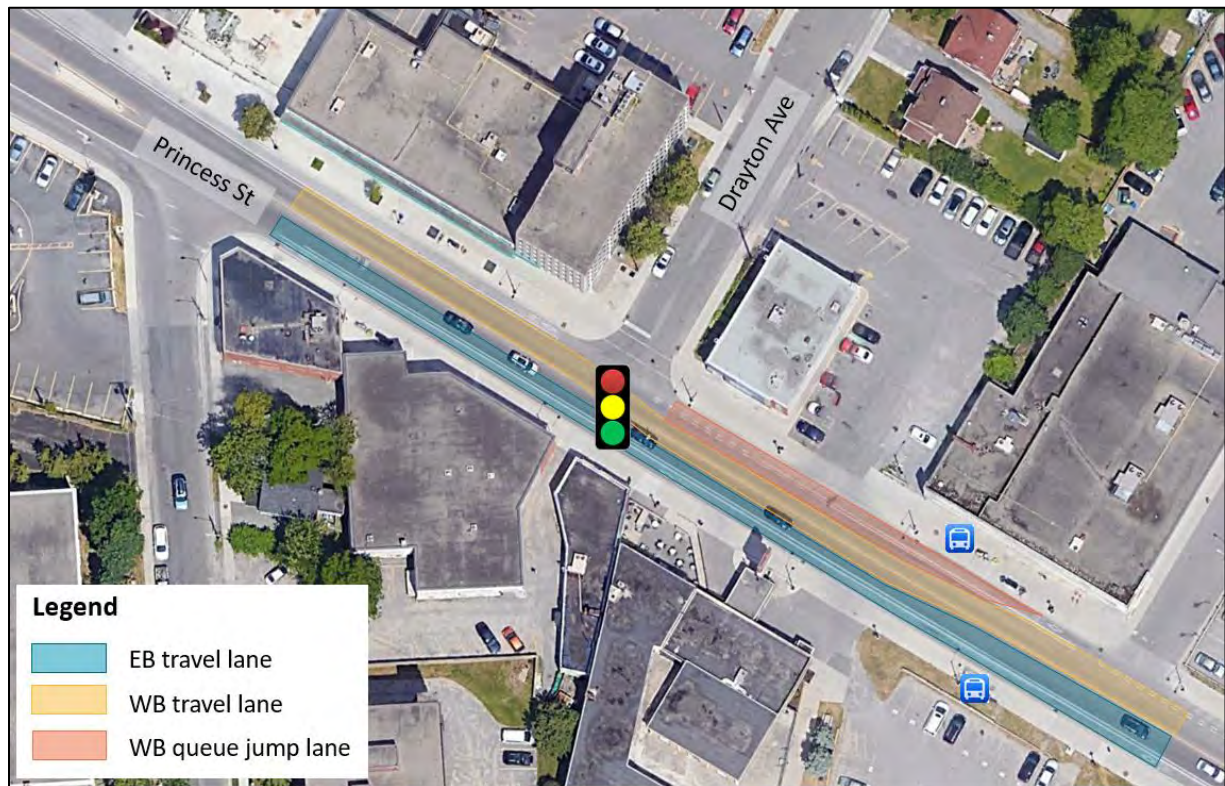 Princess St
Drayton Ave
Legend
EB travel lane
WB travel lane
WB queue jump lane